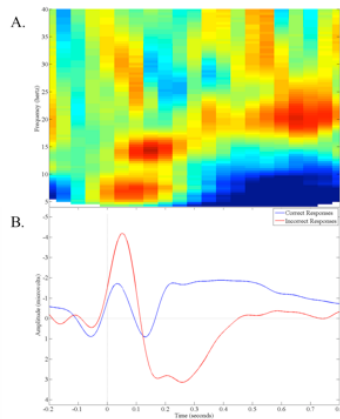 A.
40
35
30
25
20
15
10
5
Frequency (hertz)
B.
Correct Responses
Incorrect Responses
-5
-4
-3
-2
-1
0
1
2
3
4
Amplitude (microvolts)
-0.2 -0.1 0 0.1 0.2 0.3 0.4 0.5 0.6 0.7 0.8
Time (seconds)